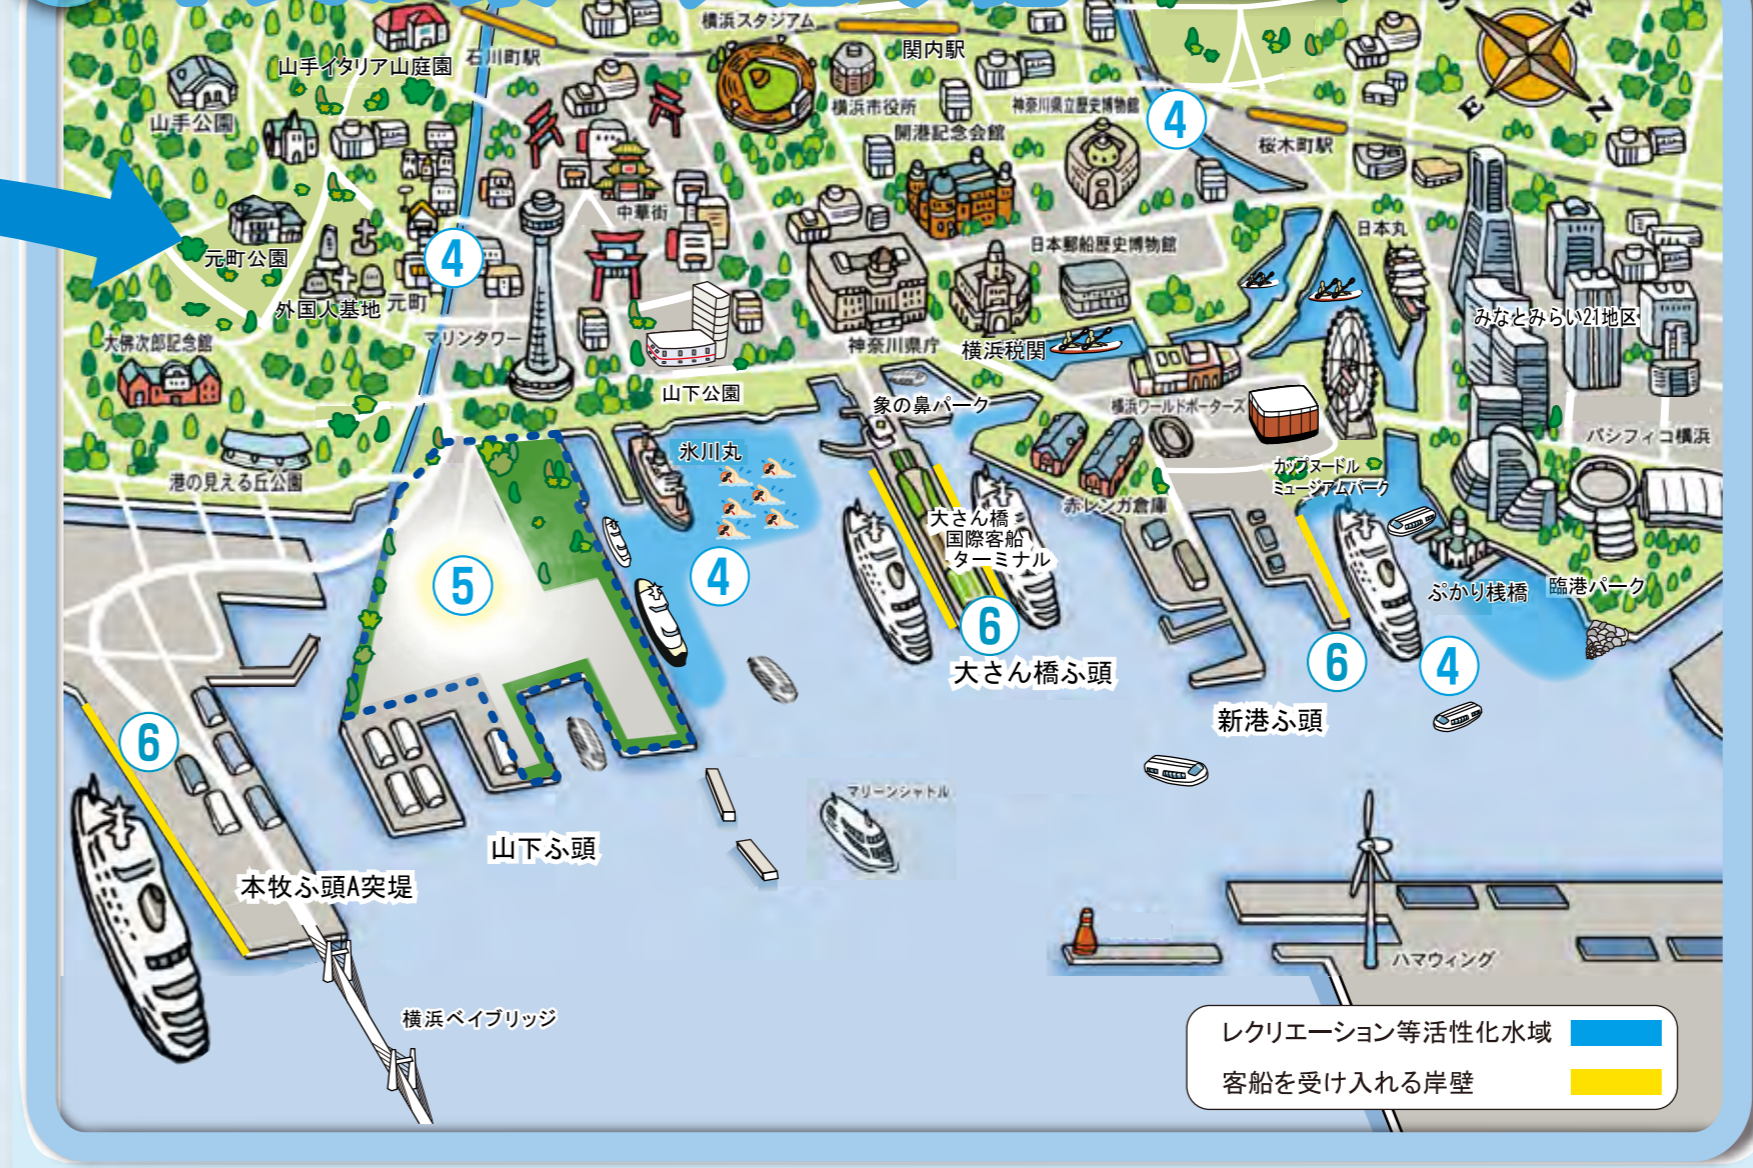 横浜スタジアム
石川町駅
関内駅
S
W
E
N
山手イタリア山庭園
横浜市役所
神奈川県立歴史博物館
4
山手公園
開港記念会館
桜木町駅
中華街
日本丸
日本郵船歴史博物館
元町公園
4
外国人墓地
元町
みなとみらい21地区
大佛次郎記念館
マリンタワー
神奈川県庁
横浜税関
山下公園
象の鼻パーク
横浜ワールドポーターズ
パシフィコ横浜
氷川丸
カップヌードル
ミュージアムパーク
港の見える丘公園
赤レンガ倉庫
大さん橋
国際客船
ターミナル
5
4
ぷかり桟橋
臨港パーク
6
大さん橋ふ頭
6
4
新港ふ頭
6
マリーンシャトル
山下ふ頭
本牧ふ頭A突堤
ハマウィング
横浜ベイブリッジ
レクリエーション等活性化水域
客船を受け入れる岸壁